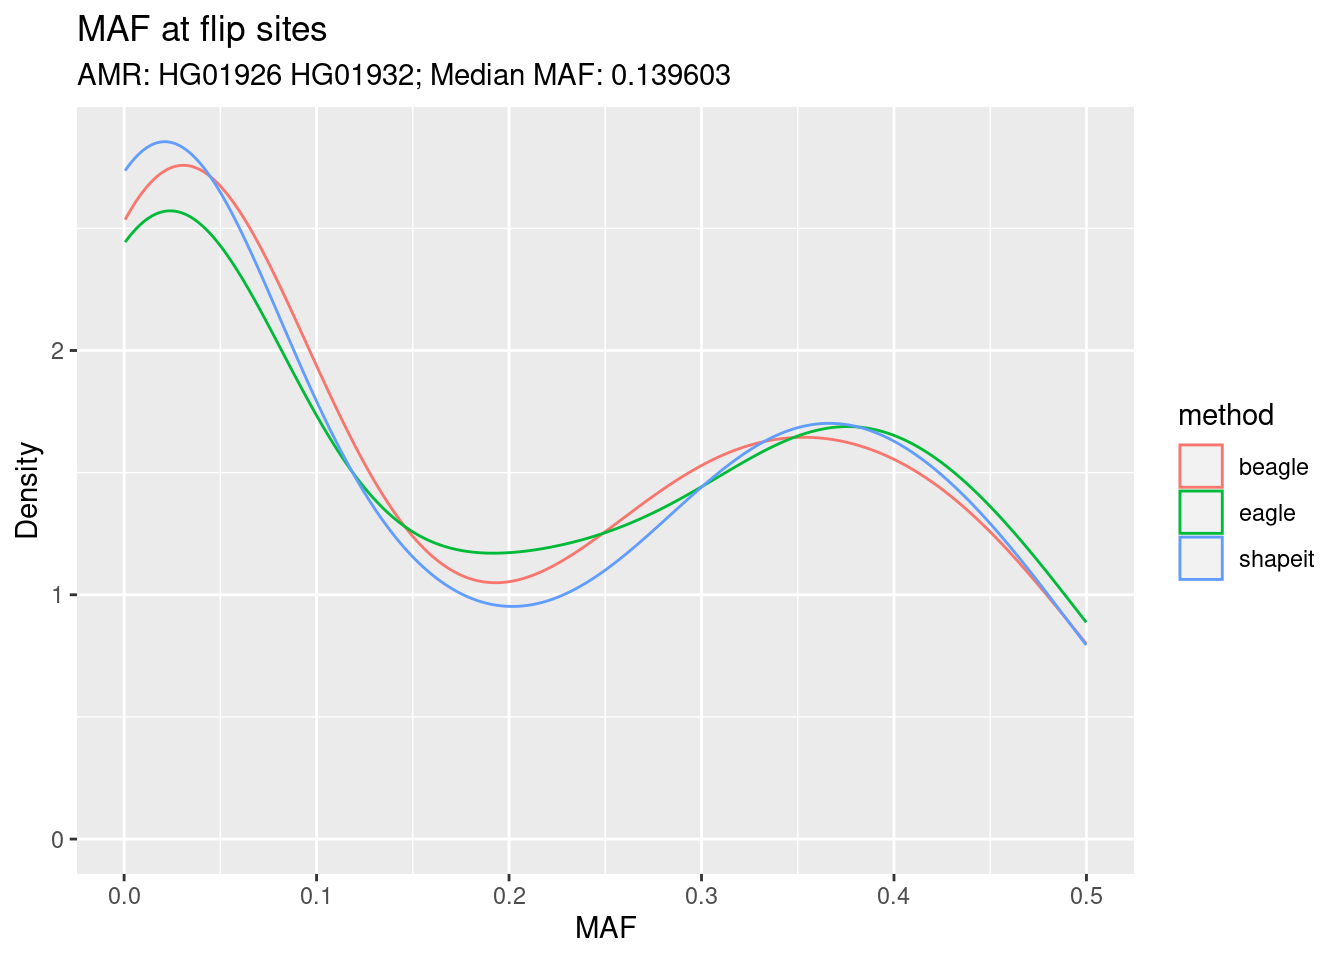 MAF at flip sites
AMR: HG01926 HG01932; Median MAF: 0.139603
Density
2
1
0
0.0 0.1 0.2 0.3 0.4 0.5
MAF
method
beagle
eagle
shapeit